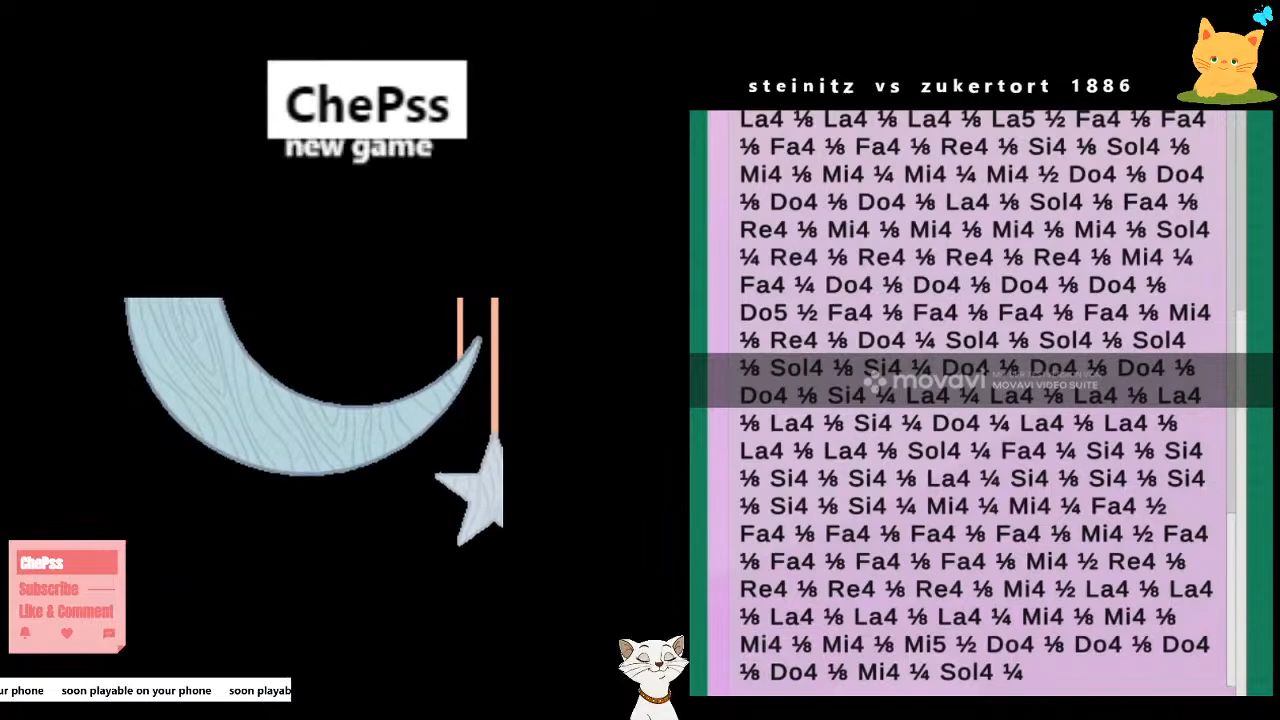 ChePss
new game
steinitz vs zukertort 1886
La4 ⅛ La4 ⅛ La4 ⅛ La5 ½ Fa4 ⅛ Fa4
⅛ Fa4 ⅛ Fa4 ⅛ Re4 ⅛ Si4 ⅛ Sol4 ⅛
Mi4 ⅛ Mi4 ¼ Mi4 ¼ Mi4 ½ Do4 ⅛ Do4
⅛ Do4 ⅛ Do4 ⅛ La4 ⅛ Sol4 ⅛ Fa4 ⅛
Re4 ⅛ Mi4 ⅛ Mi4 ⅛ Mi4 ⅛ Mi4 ⅛ Sol4
¼ Re4 ⅛ Re4 ⅛ Re4 ⅛ Re4 ⅛ Mi4 ¼
Fa4 ¼ Do4 ⅛ Do4 ⅛ Do4 ⅛ Do4 ⅛
Do5 ½ Fa4 ⅛ Fa4 ⅛ Fa4 ⅛ Fa4 ⅛ Mi4
⅛ Re4 ⅛ Do4 ¼ Sol4 ⅛ Sol4 ⅛ Sol4
⅛ Sol4 ⅛ Si4 ¼ Do4 ⅛ Do4 ⅛ Do4 ⅛
Do4 ⅛ Si4 ¼ La4 ¼ La4 ⅛ La4 ⅛ La4
⅛ La4 ⅛ Si4 ¼ Do4 ¼ La4 ⅛ La4 ⅛
La4 ⅛ La4 ⅛ Sol4 ¼ Fa4 ¼ Si4 ⅛ Si4
⅛ Si4 ⅛ Si4 ⅛ La4 ¼ Si4 ⅛ Si4 ⅛ Si4
⅛ Si4 ⅛ Si4 ¼ Mi4 ¼ Mi4 ¼ Fa4 ½
Fa4 ⅛ Fa4 ⅛ Fa4 ⅛ Fa4 ⅛ Mi4 ½ Fa4
⅛ Fa4 ⅛ Fa4 ⅛ Fa4 ⅛ Mi4 ½ Re4 ⅛
Re4 ⅛ Re4 ⅛ Re4 ⅛ Mi4 ½ La4 ⅛ La4
⅛ La4 ⅛ La4 ⅛ La4 ¼ Mi4 ⅛ Mi4 ⅛
Mi4 ⅛ Mi4 ⅛ Mi5 ½ Do4 ⅛ Do4 ⅛ Do4
⅛ Do4 ⅛ Mi4 ¼ Sol4 ¼
movavi
MOVAVI VIDEO SUITE
ChePss
Subscribe
Like & Comment
ur phone soon playable on your phone soon playab